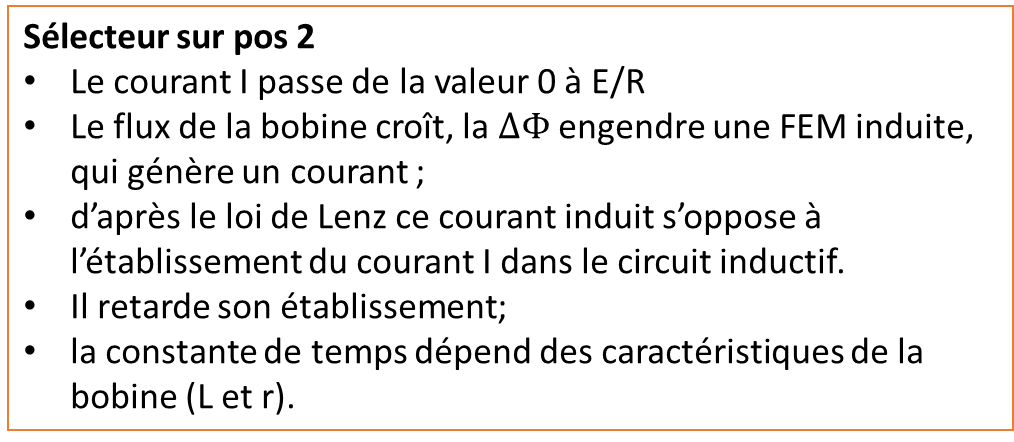 Sélecteur sur pos 2
• Le courant I passe de la valeur 0 à E/R
• Le flux de la bobine croît, la ΔΦ engendre une FEM induite,
qui génère un courant ;
• d’après le loi de Lenz ce courant induit s’oppose à
l’établissement du courant I dans le circuit inductif.
• Il retarde son établissement;
• la constante de temps dépend des caractéristiques de la
bobine (L et r).